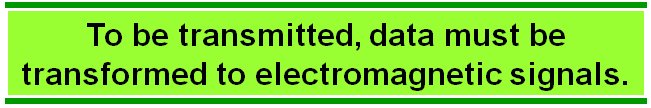 To be transmitted, data must be
transformed to electromagnetic signals.